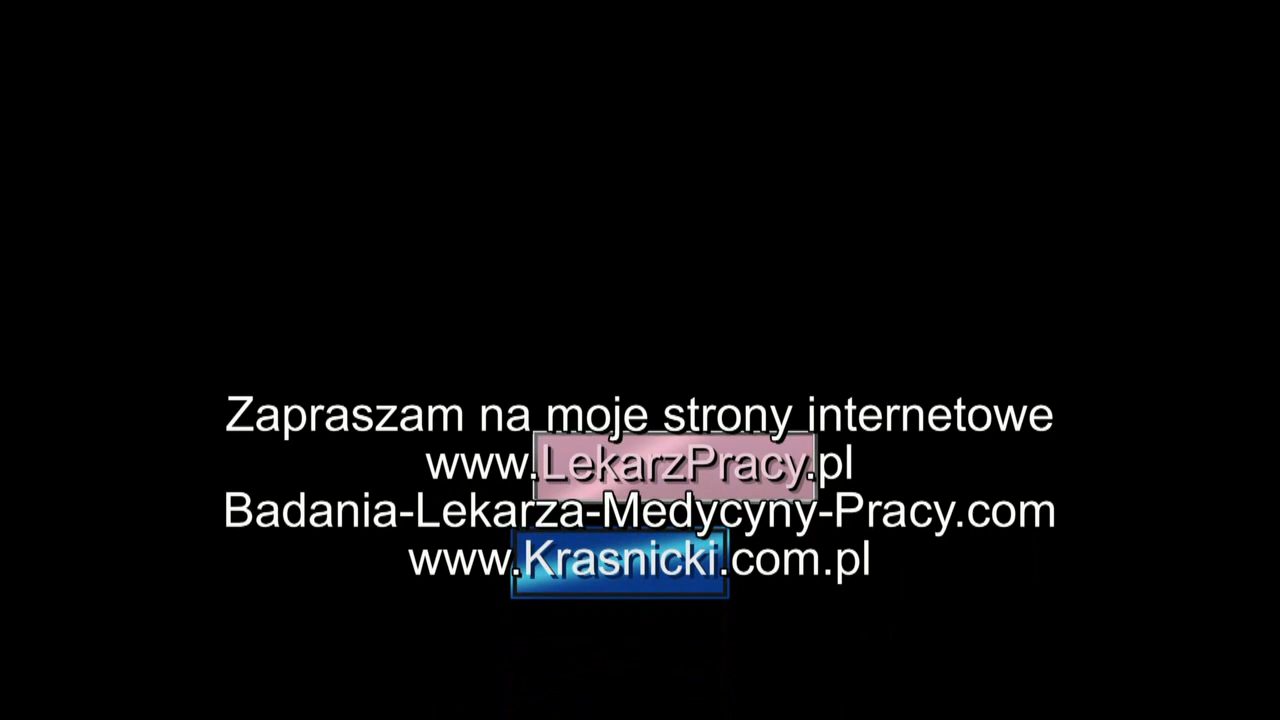 Zapraszam na moje strony internetowe
www.LekarzPracy.pl
Badania-Lekarza-Medycyny-Pracy.com
www.Krasnicki.com.pl